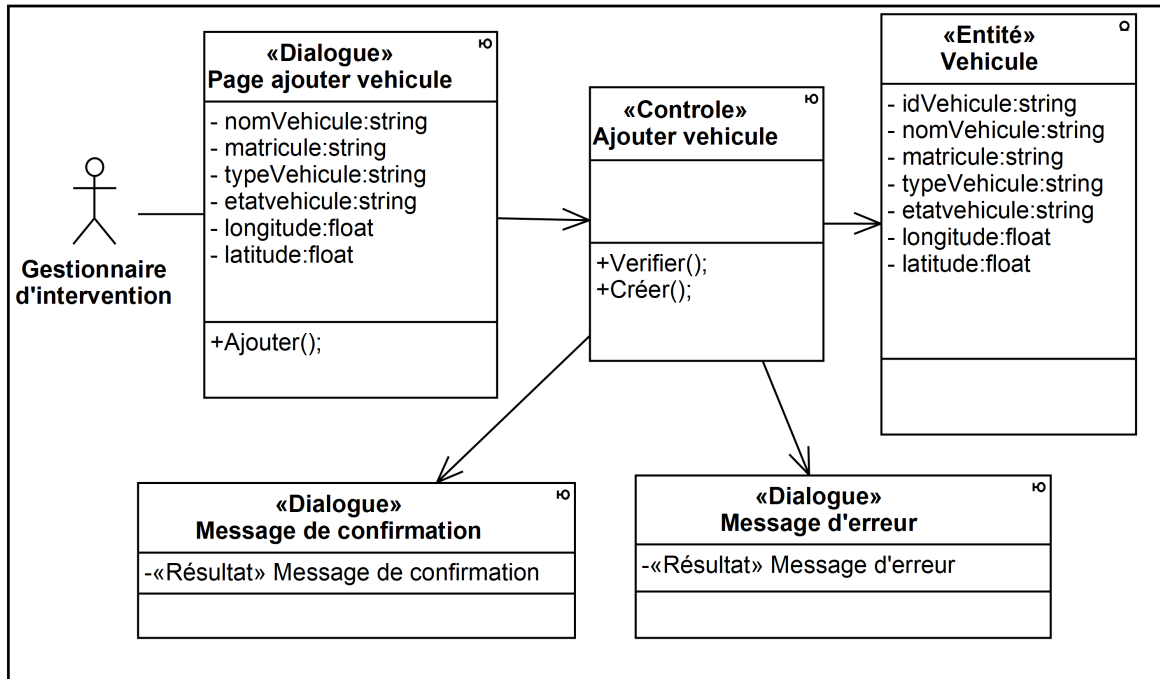 «Dialogue»
Page ajouter vehicule
- nomVehicule:string
- matricule:string
- typeVehicule:string
- etatvehicule:string
- longitude:float
- latitude:float
+Ajouter();
Gestionnaire
d'intervention
«Controle»
Ajouter vehicule
+Verifier();
+Créer();
«Entité»
Vehicule
- idVehicule:string
- nomVehicule:string
- matricule:string
- typeVehicule:string
- etatvehicule:string
- longitude:float
- latitude:float
«Dialogue»
Message de confirmation
-«Résultat» Message de confirmation
«Dialogue»
Message d'erreur
-«Résultat» Message d'erreur